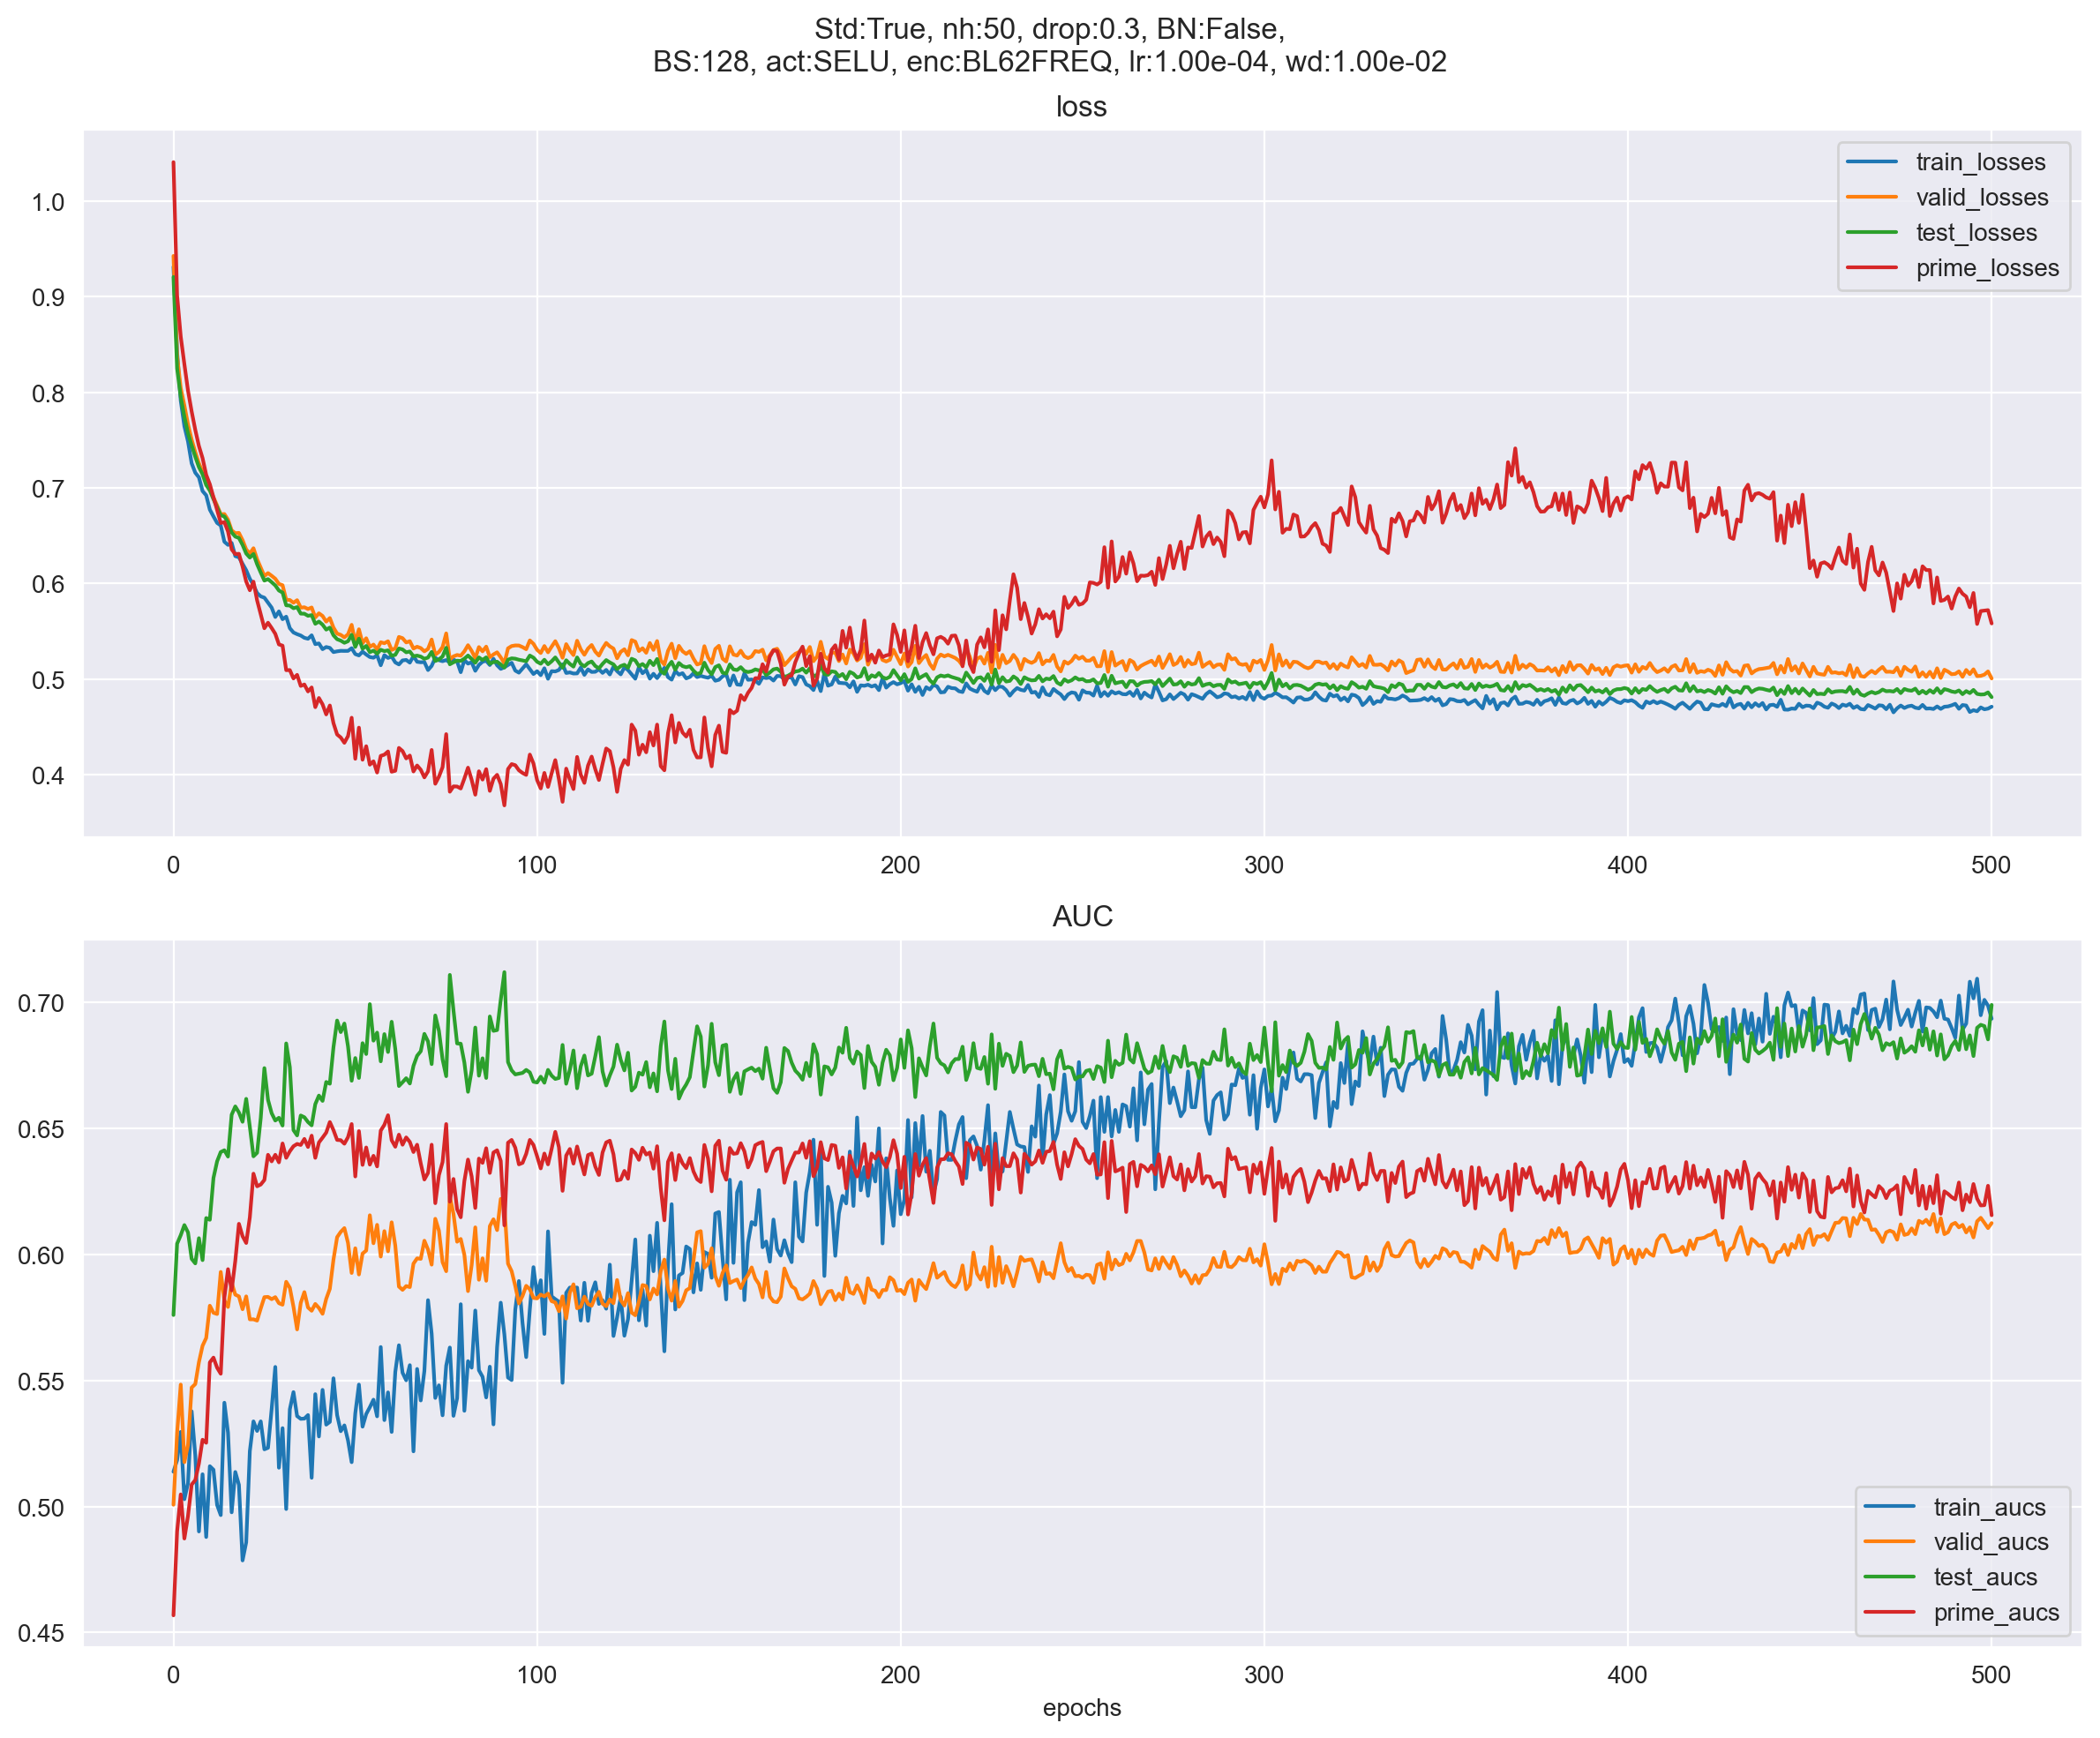 Std:True, nh:50, drop:0.3, BN:False,
BS:128, act:SELU, enc:BL62FREQ, lr:1.00e-04, wd:1.00e-02
loss
1.0
0.9
0.8
0.7
0.6
0.5
0.4
train_losses
valid_losses
test_losses
prime_losses
0 100 200 300 400 500
AUC
0.70
0.65
0.60
0.55
0.50
0.45
train_aucs
valid_aucs
test_aucs
prime_aucs
0 100 200 300 400 500
epochs